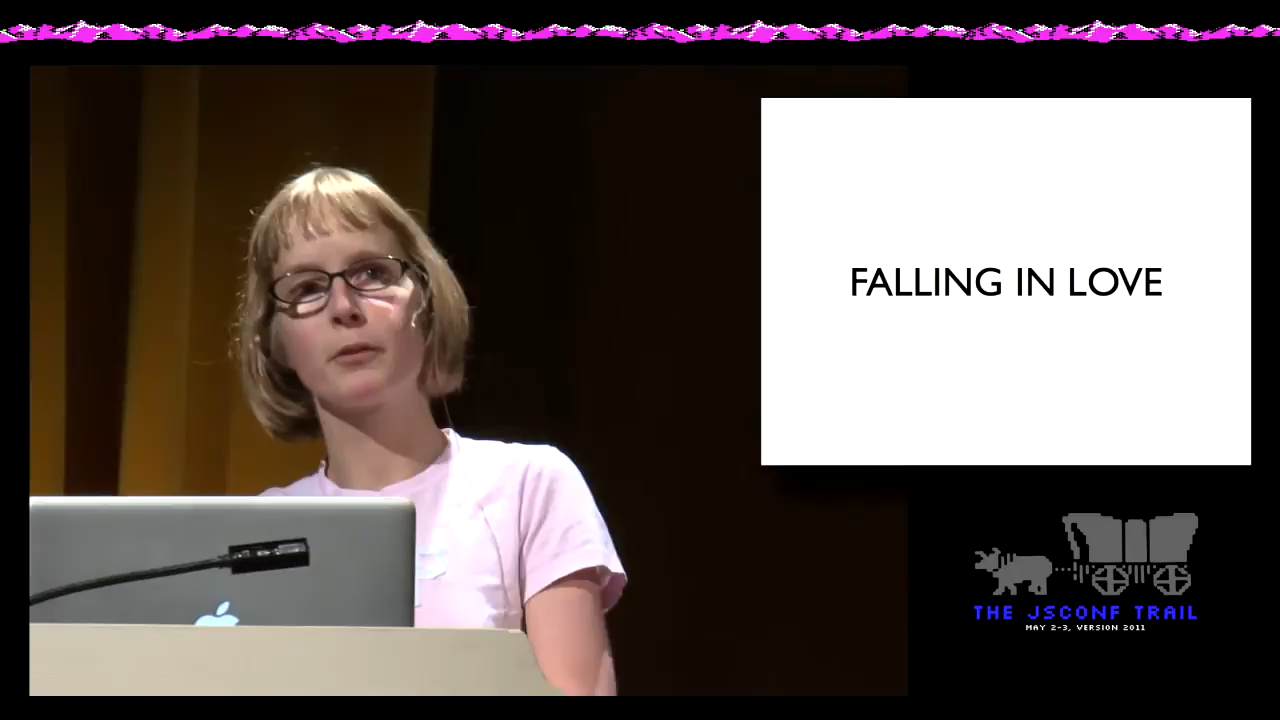 FALLING IN LOVE
THE JSCONF TRAIL
MAY 2-3, VERSION 2011